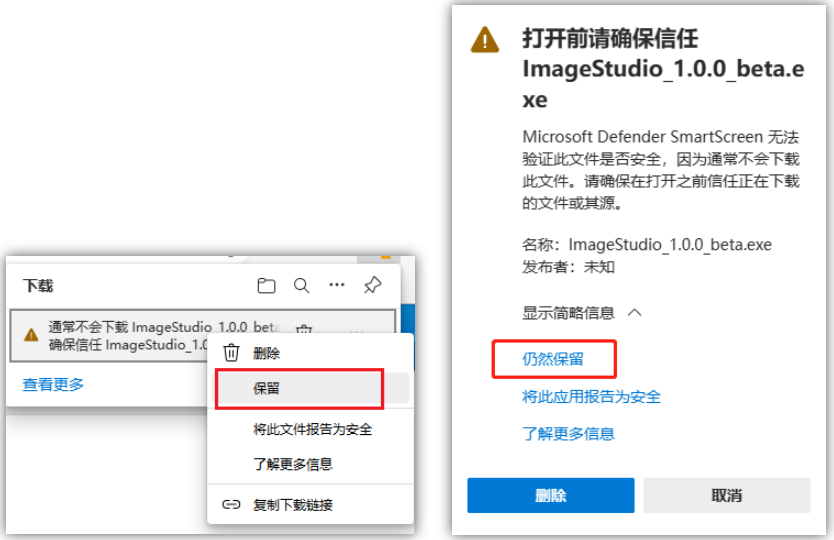 下载
通常不会下载 ImageStudio_1.0.0_beta
确保信任 ImageStudio_1.0
查看更多
删除
保留
将此文件报告为安全
了解更多信息
复制下载链接
打开前请确保信任
ImageStudio_1.0.0_beta.e
xe
Microsoft Defender SmartScreen 无法
验证此文件是否安全，因为通常不会下载
此文件。请确保在打开之前信任正在下载
的文件或其源。
名称：ImageStudio_1.0.0_beta.exe
发布者：未知
显示简略信息
仍然保留
将此应用报告为安全
了解更多信息
删除
取消